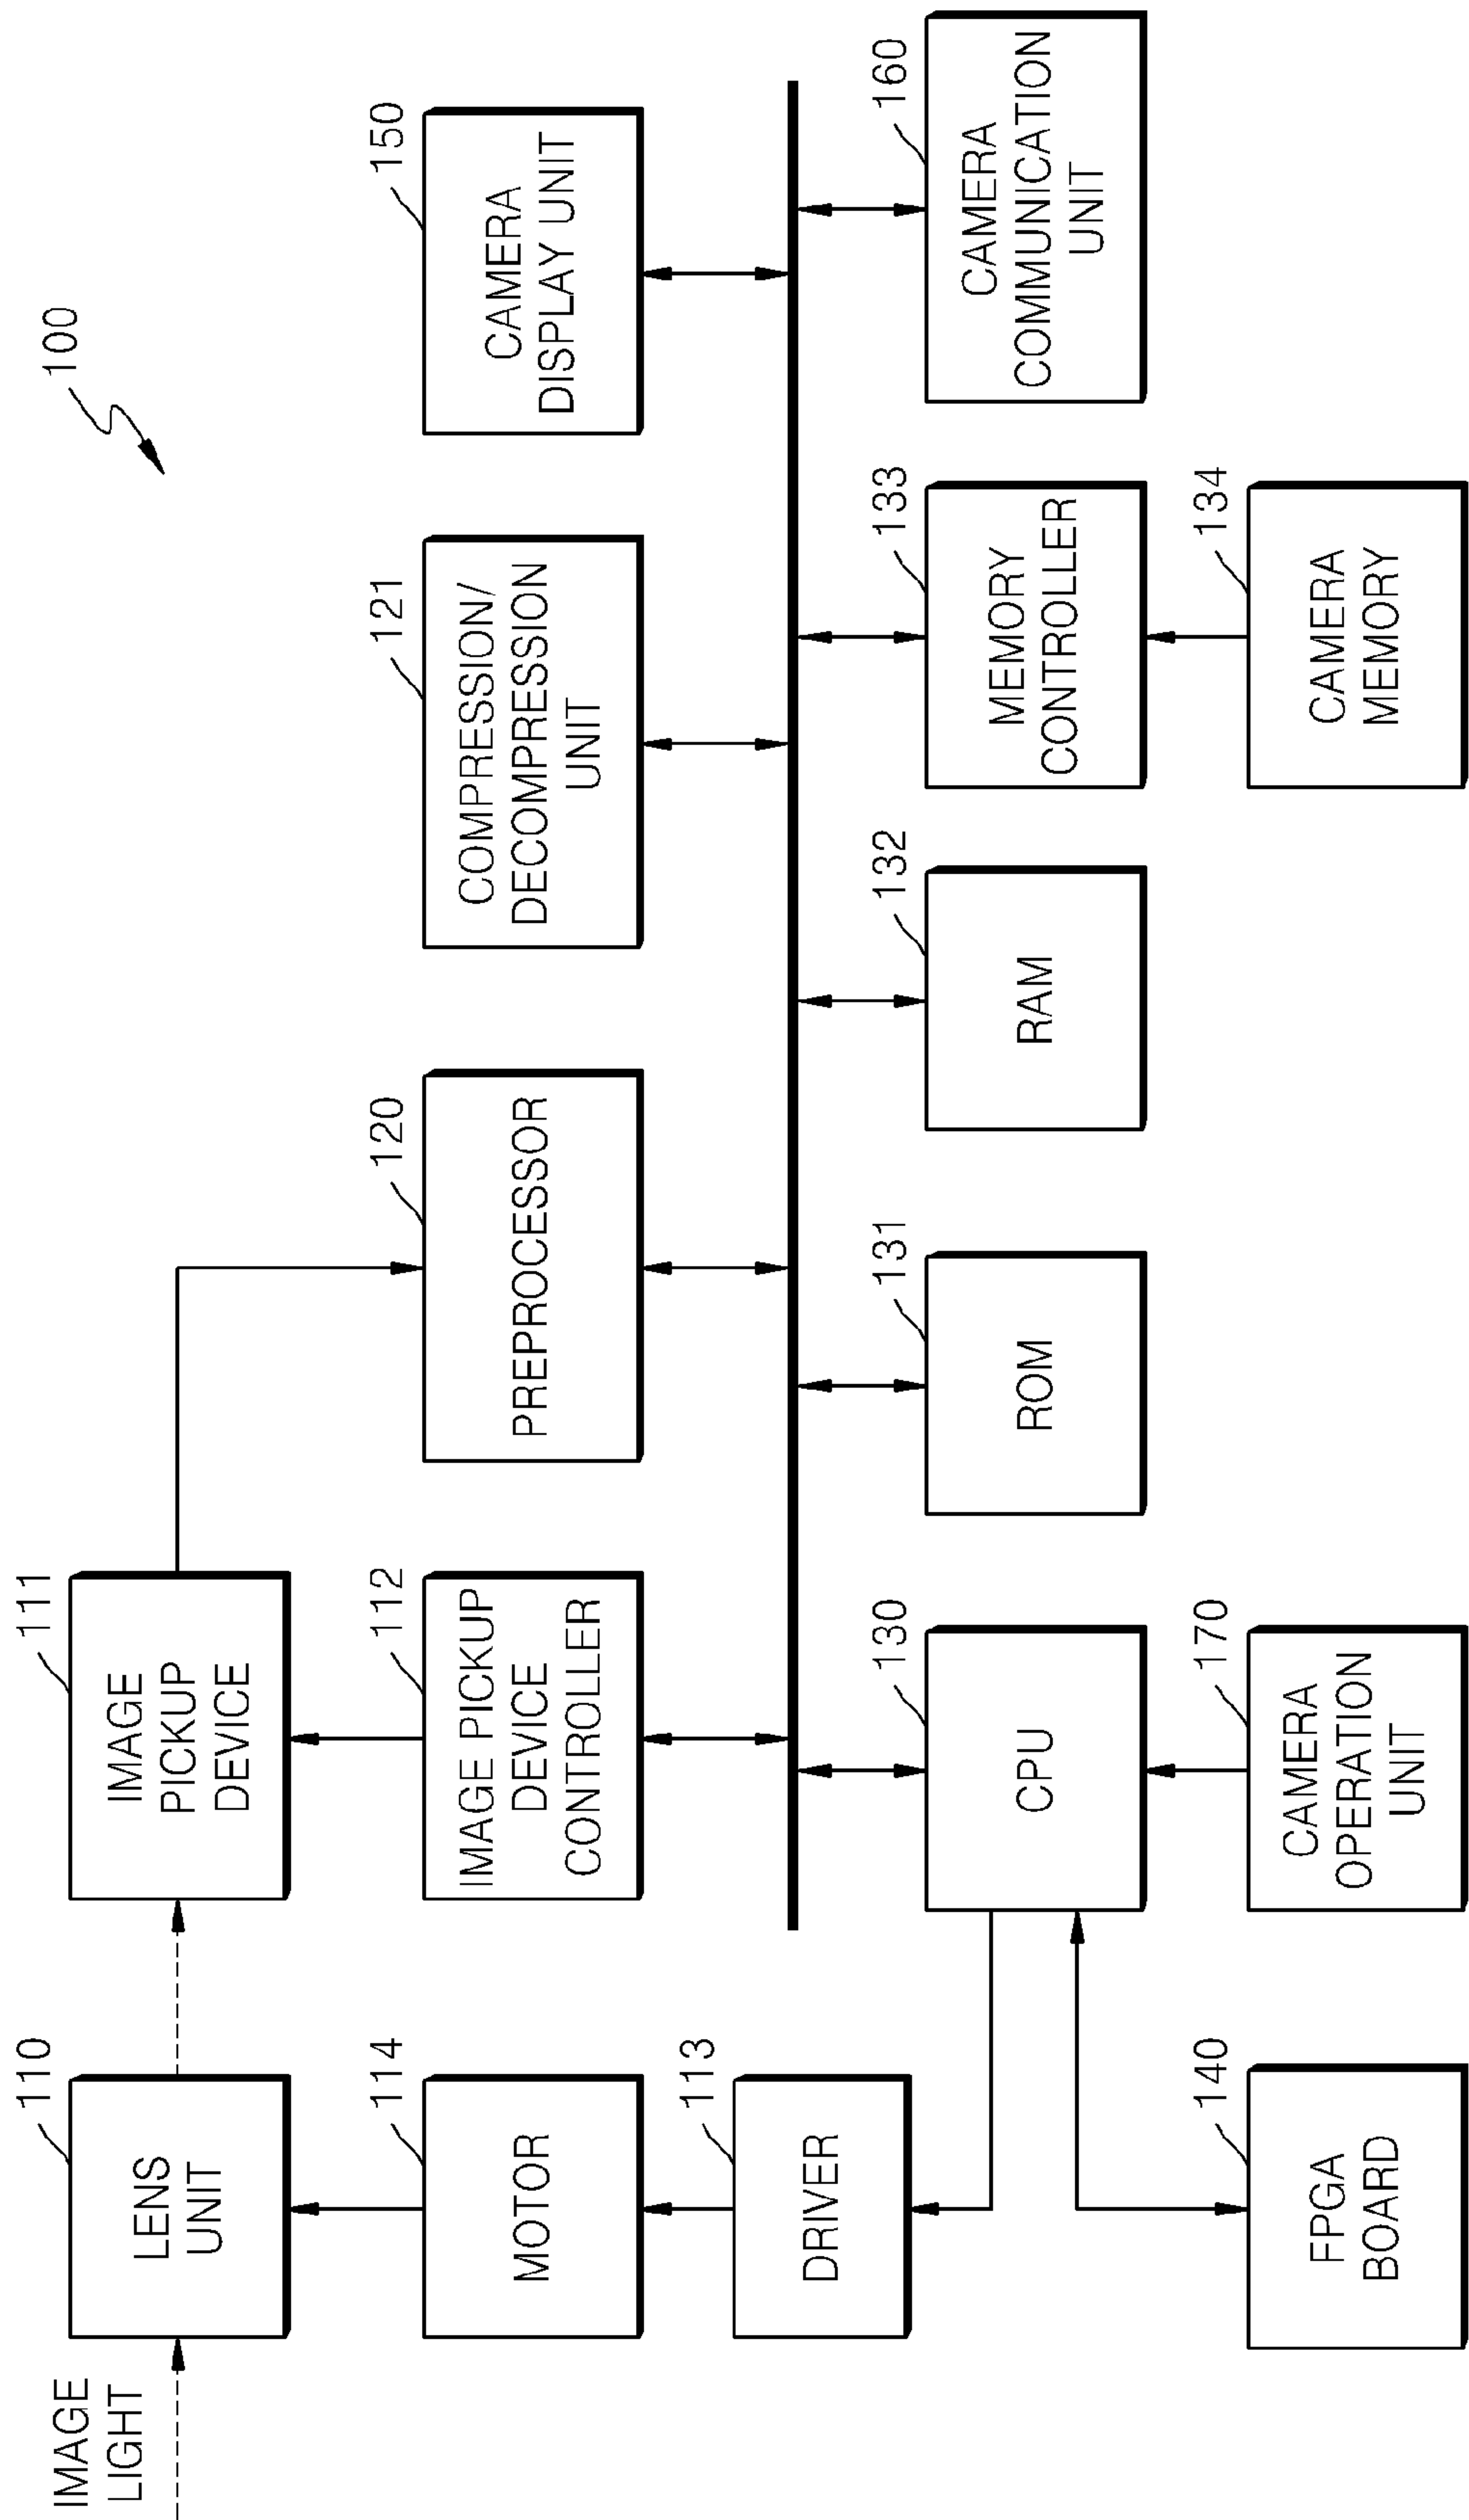 100
IMAGE
LIGHT
110
LENS
UNIT
111
IMAGE
PICKUP
DEVICE
114
MOTOR
112
IMAGE PICKUP
DEVICE
CONTROLLER
120
PREPROCESSOR
121
COMPRESSION/
DECOMPRESSION
UNIT
150
CAMERA
DISPLAY UNIT
113
DRIVER
130
CPU
131
ROM
132
RAM
133
MEMORY
CONTROLLER
160
CAMERA
COMMUNICATION
UNIT
140
FPGA
BOARD
170
CAMERA
OPERATION
UNIT
134
CAMERA
MEMORY